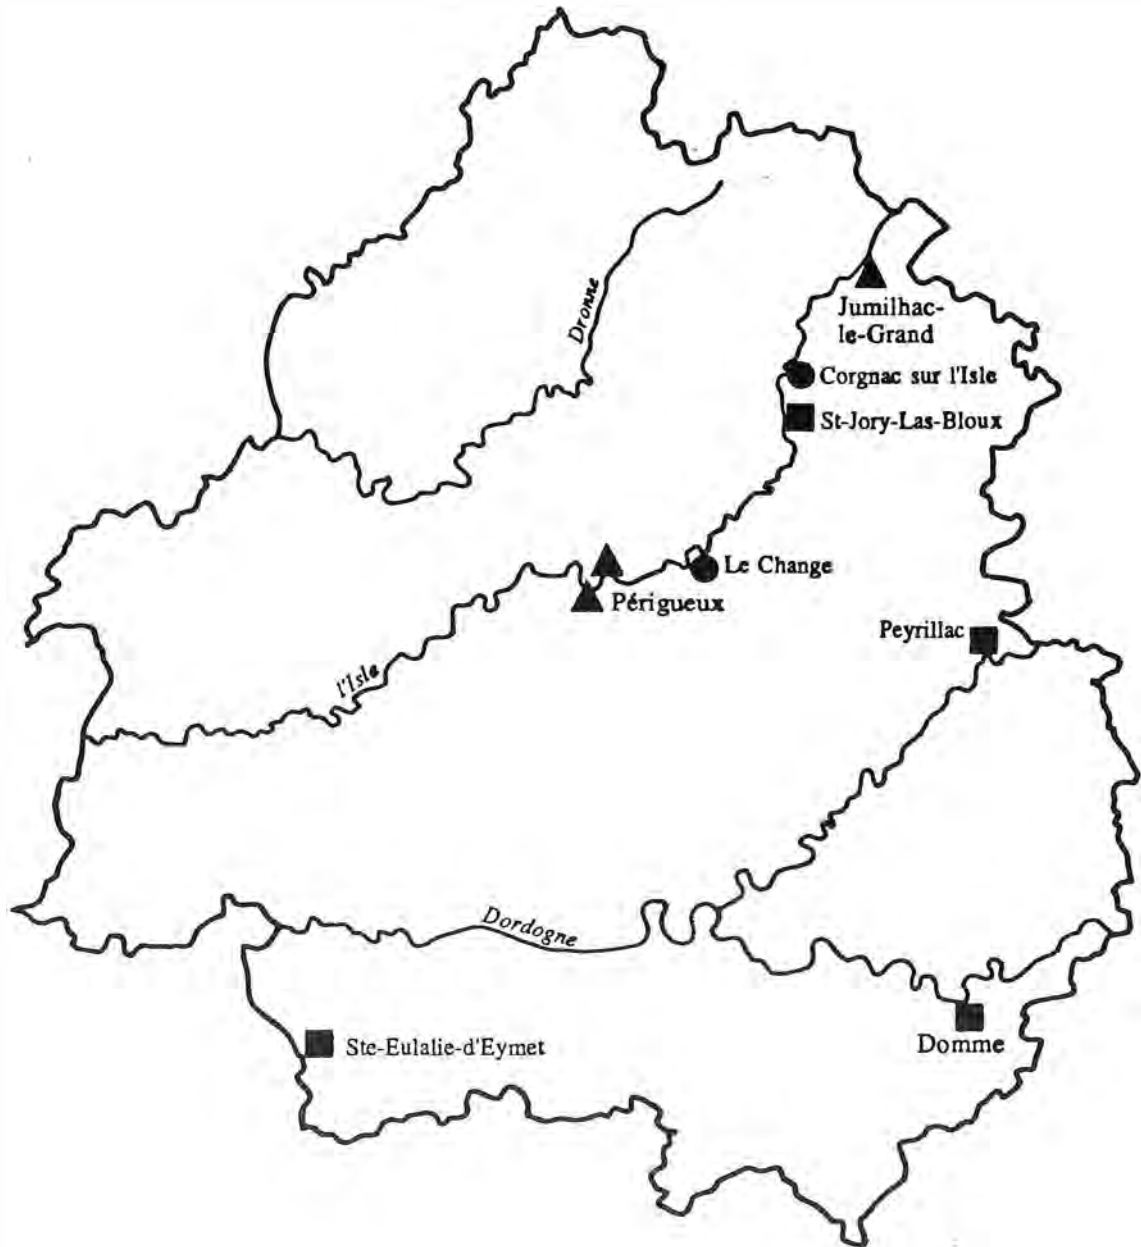 Dronne
Jumilhac-
le-Grand
Corgnac sur l'Isle
St-Jory-Las-Bloux
Le Change
Périgueux
Peyrillac
l'Isle
Dordogne
Ste-Eulalie-d'Eymet
Domme